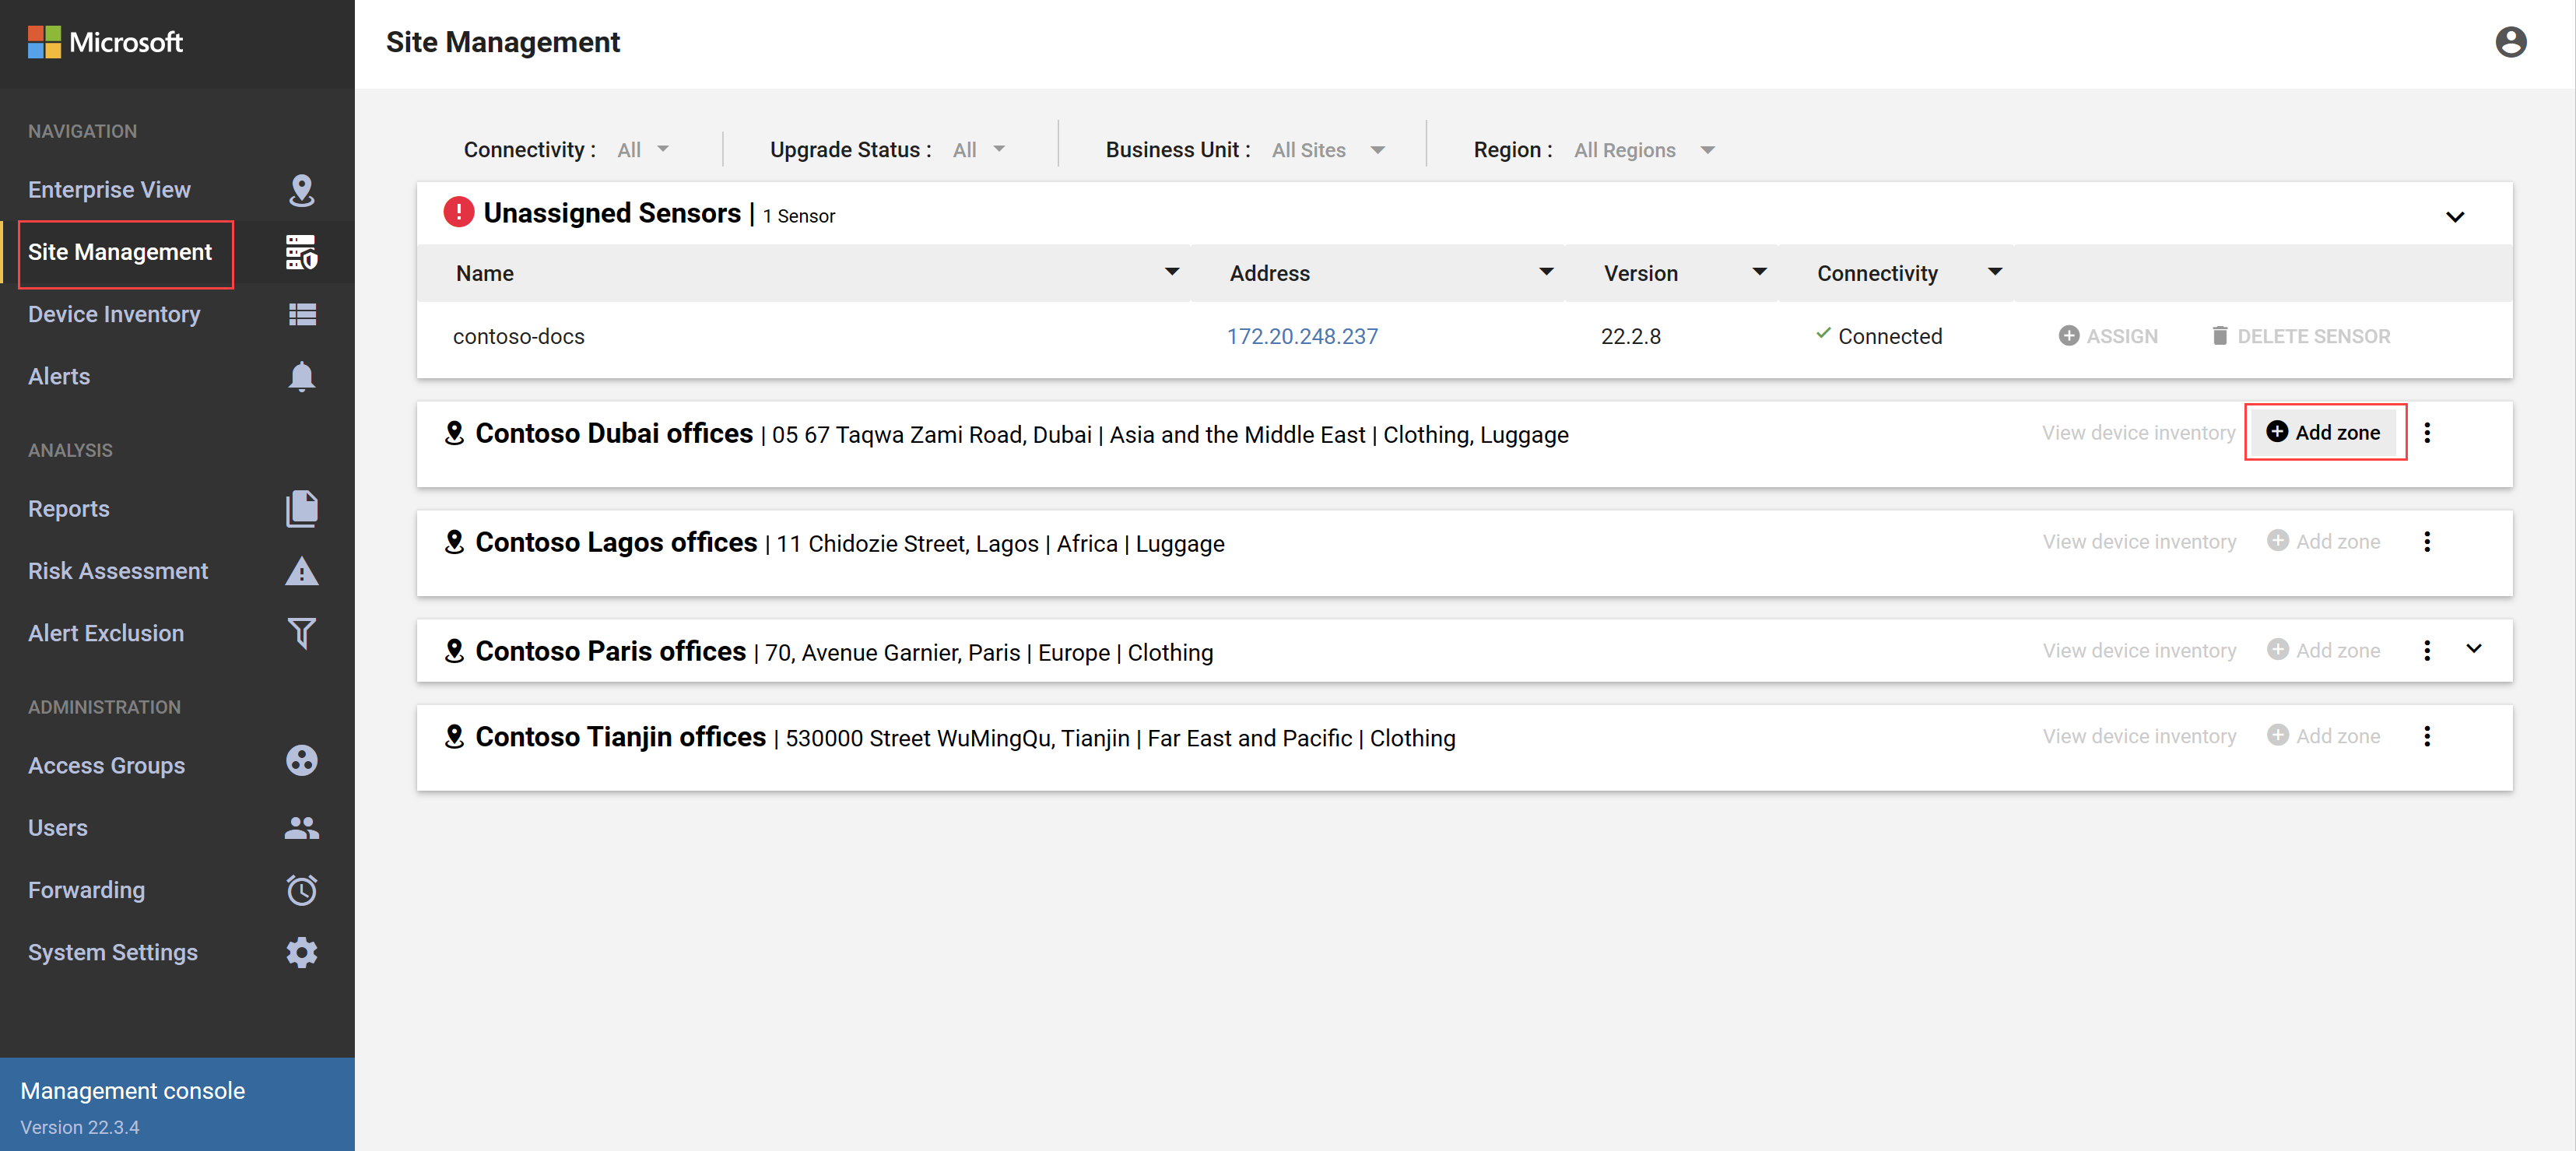 Microsoft
NAVIGATION
Enterprise View
Site Management
Device Inventory
Alerts
ANALYSIS
Reports
Risk Assessment
Alert Exclusion
ADMINISTRATION
Access Groups
Users
Forwarding
System Settings
Management console
Version 22.3.4
Site Management
Connectivity : All Upgrade Status : All Business Unit : All Sites Region : All Regions
Unassigned Sensors | 1 Sensor
Name Address Version Connectivity
contoso-docs 172.20.248.237 22.2.8 Connected ASSIGN DELETE SENSOR
Contoso Dubai offices | 05 67 Taqwa Zami Road, Dubai | Asia and the Middle East | Clothing, Luggage View device inventory Add zone
Contoso Lagos offices | 11 Chidozie Street, Lagos | Africa | Luggage View device inventory Add zone
Contoso Paris offices | 70, Avenue Garnier, Paris | Europe | Clothing View device inventory Add zone
Contoso Tianjin offices | 530000 Street WuMingQu, Tianjin | Far East and Pacific | Clothing View device inventory Add zone